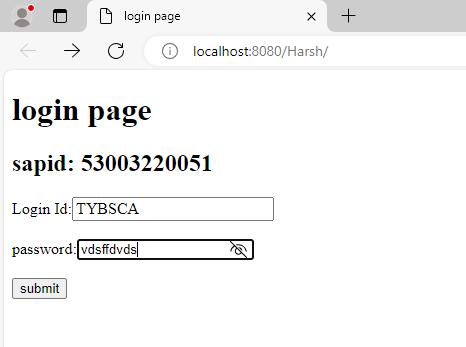 login page
localhost:8080/Harsh/
login page
sapid: 53003220051
Login Id: TYBSCA
password: vdsffdvds
submit